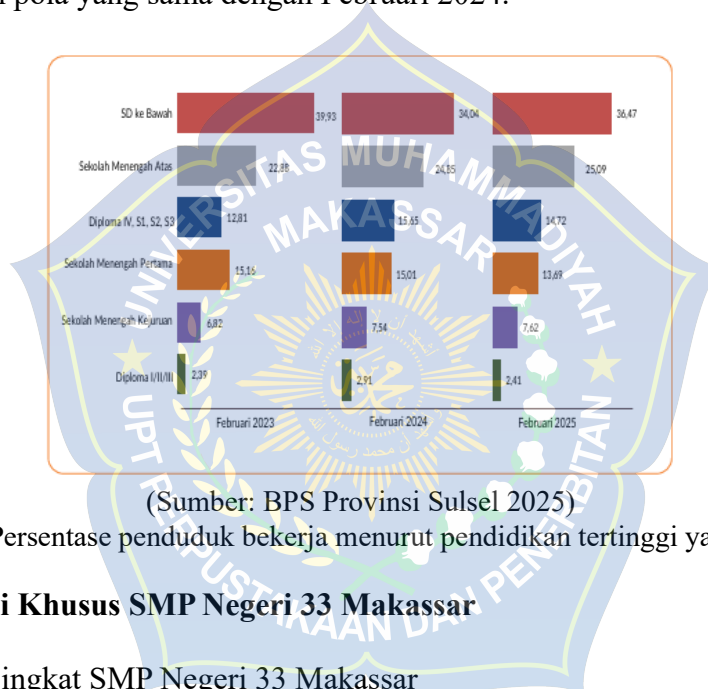 pola yang sama dengan Februari 2024.
SD ke Bawah 39,93 34,04 36,47
Sekolah Menengah Atas 22,88 24,85 25,09
Diploma IV, S1, S2, S3 12,81 15,65 14,72
Sekolah Menengah Pertama 15,16 15,01 13,69
Sekolah Menengah Kejuruan 6,82 7,54 7,62
Diploma I/II/III 2,39 2,91 2,41
Februari 2023 Februari 2024 Februari 2025
(Sumber: BPS Provinsi Sulsel 2025)
Persentase penduduk bekerja menurut pendidikan tertinggi ya
i Khusus SMP Negeri 33 Makassar
ingkat SMP Negeri 33 Makassar
UNIVERSITAS MUHAMMADIYAH
MAKASSAR
UPT PERPUSTAKAAN DAN PENERBITAN
محمد